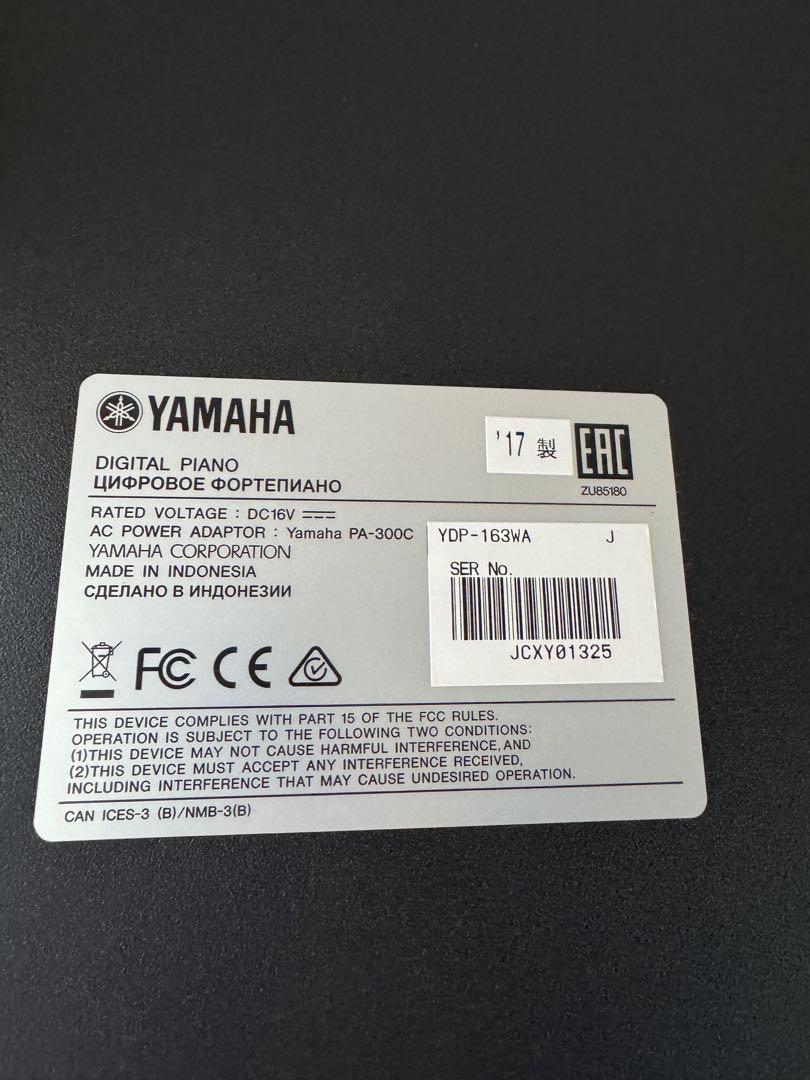 YAMAHA
'17 製
EAC
DIGITAL PIANO
ЦИФРОВОЕ ФОРТЕПИАНО
ZU85180
RATED VOLTAGE : DC16V
AC POWER ADAPTOR : Yamaha PA-300C
YAMAHA CORPORATION
MADE IN INDONESIA
СДЕЛАНО В ИНДОНЕЗИИ
YDP-163WA J
SER No.
JCXY01325
FC CE
THIS DEVICE COMPLIES WITH PART 15 OF THE FCC RULES.
OPERATION IS SUBJECT TO THE FOLLOWING TWO CONDITIONS:
(1)THIS DEVICE MAY NOT CAUSE HARMFUL INTERFERENCE, AND
(2)THIS DEVICE MUST ACCEPT ANY INTERFERENCE RECEIVED,
INCLUDING INTERFERENCE THAT MAY CAUSE UNDESIRED OPERATION.
CAN ICES-3 (B)/NMB-3(B)